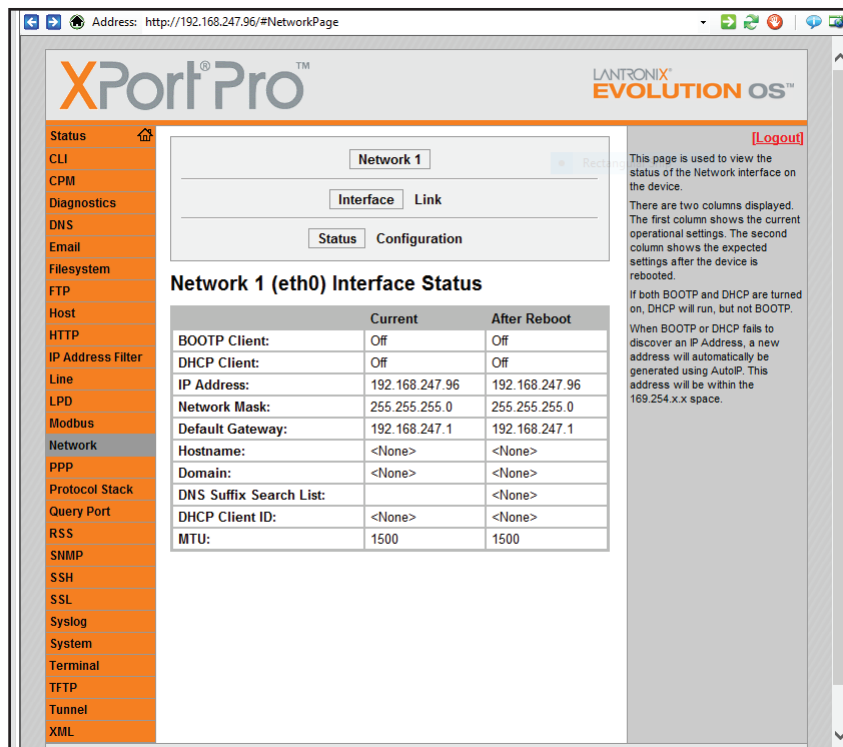 Address: http://192.168.247.96/#NetworkPage
XPort® Pro™
LANTRONIX®
EVOLUTION OS™
Status
CLI
CPM
Diagnostics
DNS
Email
Filesystem
FTP
Host
HTTP
IP Address Filter
Line
LPD
Modbus
Network
PPP
Protocol Stack
Query Port
RSS
SNMP
SSH
SSL
Syslog
System
Terminal
TFTP
Tunnel
XML
Network 1
Interface Link
Status Configuration
Network 1 (eth0) Interface Status
Current After Reboot
BOOTP Client: Off Off
DHCP Client: Off Off
IP Address: 192.168.247.96 192.168.247.96
Network Mask: 255.255.255.0 255.255.255.0
Default Gateway: 192.168.247.1 192.168.247.1
Hostname: <None> <None>
Domain: <None> <None>
DNS Suffix Search List: <None>
DHCP Client ID: <None> <None>
MTU: 1500 1500
[Logout]
This page is used to view the
status of the Network interface on
the device.
There are two columns displayed.
The first column shows the current
operational settings. The second
column shows the expected
settings after the device is
rebooted.
If both BOOTP and DHCP are turned
on, DHCP will run, but not BOOTP.
When BOOTP or DHCP fails to
discover an IP Address, a new
address will automatically be
generated using AutoIP. This
address will be within the
169.254.x.x space.